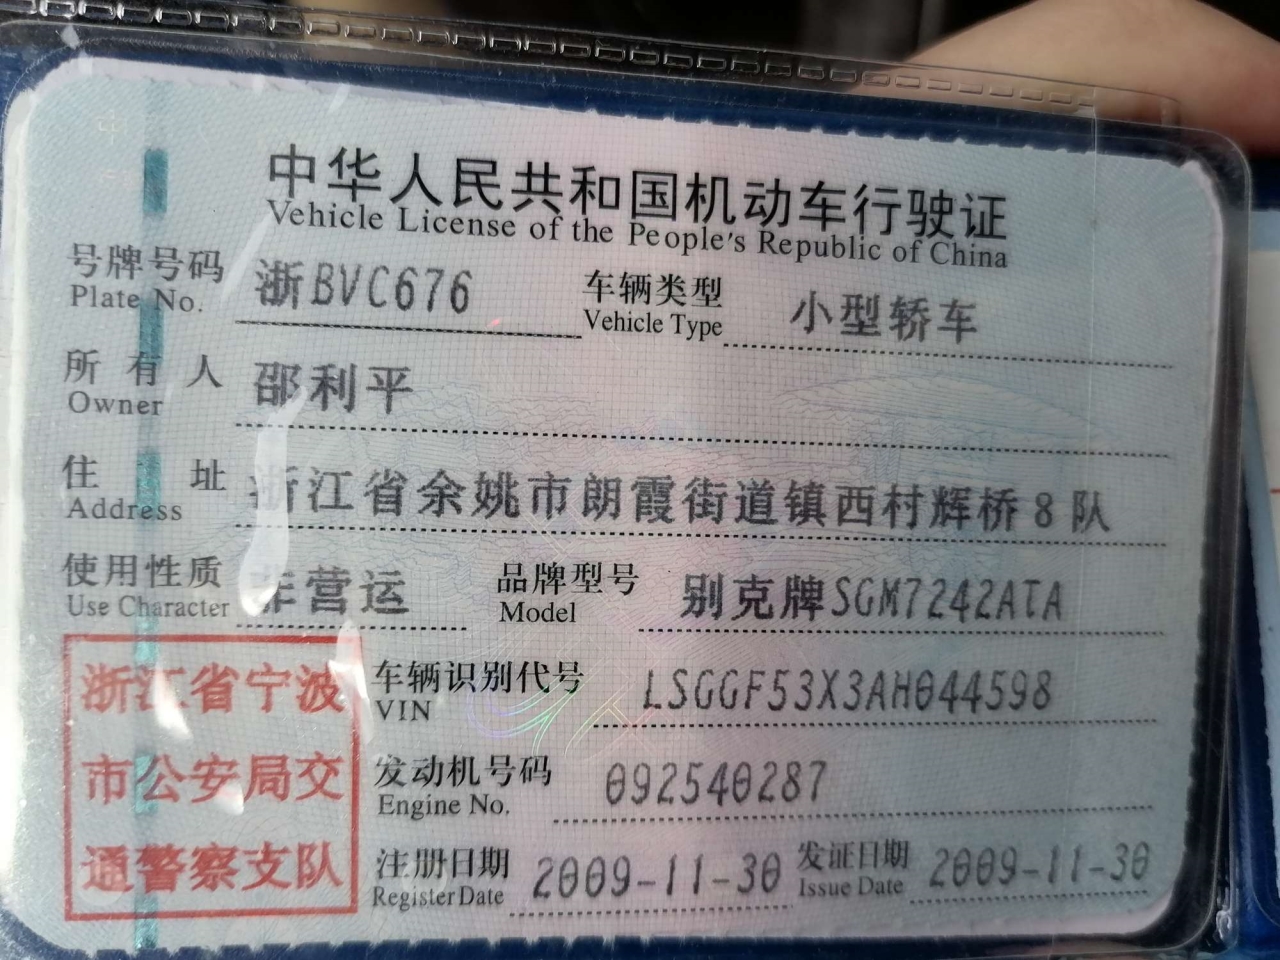 中华人民共和国机动车行驶证
Vehicle License of the People's Republic of China
号牌号码 浙BVC676 车辆类型 小型轿车
Plate No. Vehicle Type
所有人 邵利平
Owner
住址 浙江省余姚市朗霞街道镇西村辉桥8队
Address
使用性质 非营运 品牌型号 别克牌SGM7242ATA
Use Character Model
浙江省宁波
市公安局交
通警察支队
车辆识别代号 LSGGF53X3AH044598
VIN
发动机号码 092540287
Engine No.
注册日期 2009-11-30 发证日期 2009-11-30
Register Date Issue Date